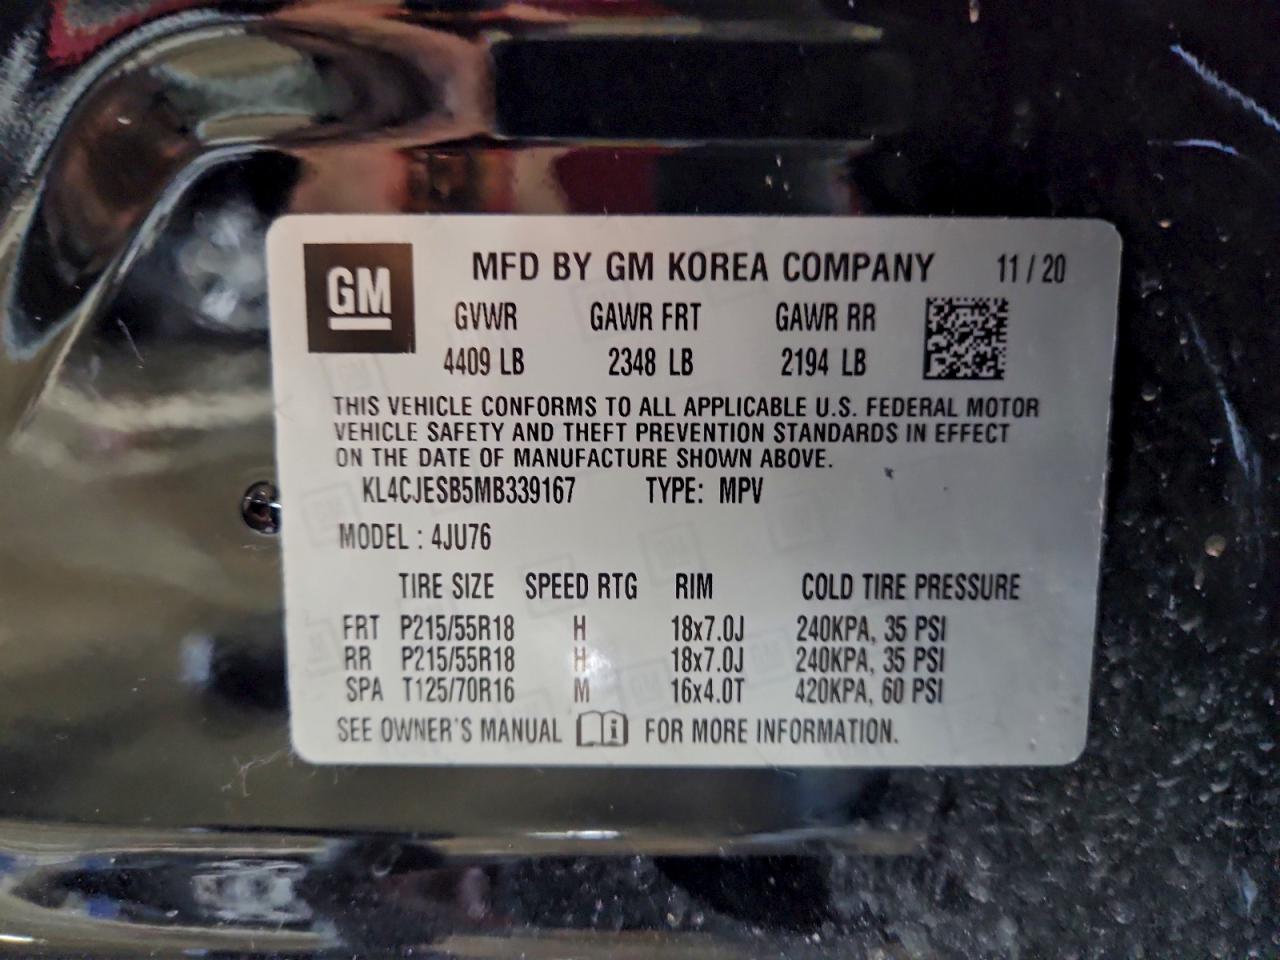 GM
MFD BY GM KOREA COMPANY 11 / 20
GVWR GAWR FRT GAWR RR
4409 LB 2348 LB 2194 LB
THIS VEHICLE CONFORMS TO ALL APPLICABLE U.S. FEDERAL MOTOR
VEHICLE SAFETY AND THEFT PREVENTION STANDARDS IN EFFECT
ON THE DATE OF MANUFACTURE SHOWN ABOVE.
KL4CJESB5MB339167 TYPE: MPV
MODEL : 4JU76
TIRE SIZE SPEED RTG RIM COLD TIRE PRESSURE
FRT P215/55R18 H 18x7.0J 240KPA, 35 PSI
RR P215/55R18 H 18x7.0J 240KPA, 35 PSI
SPA T125/70R16 M 16x4.0T 420KPA, 60 PSI
SEE OWNER'S MANUAL i FOR MORE INFORMATION.